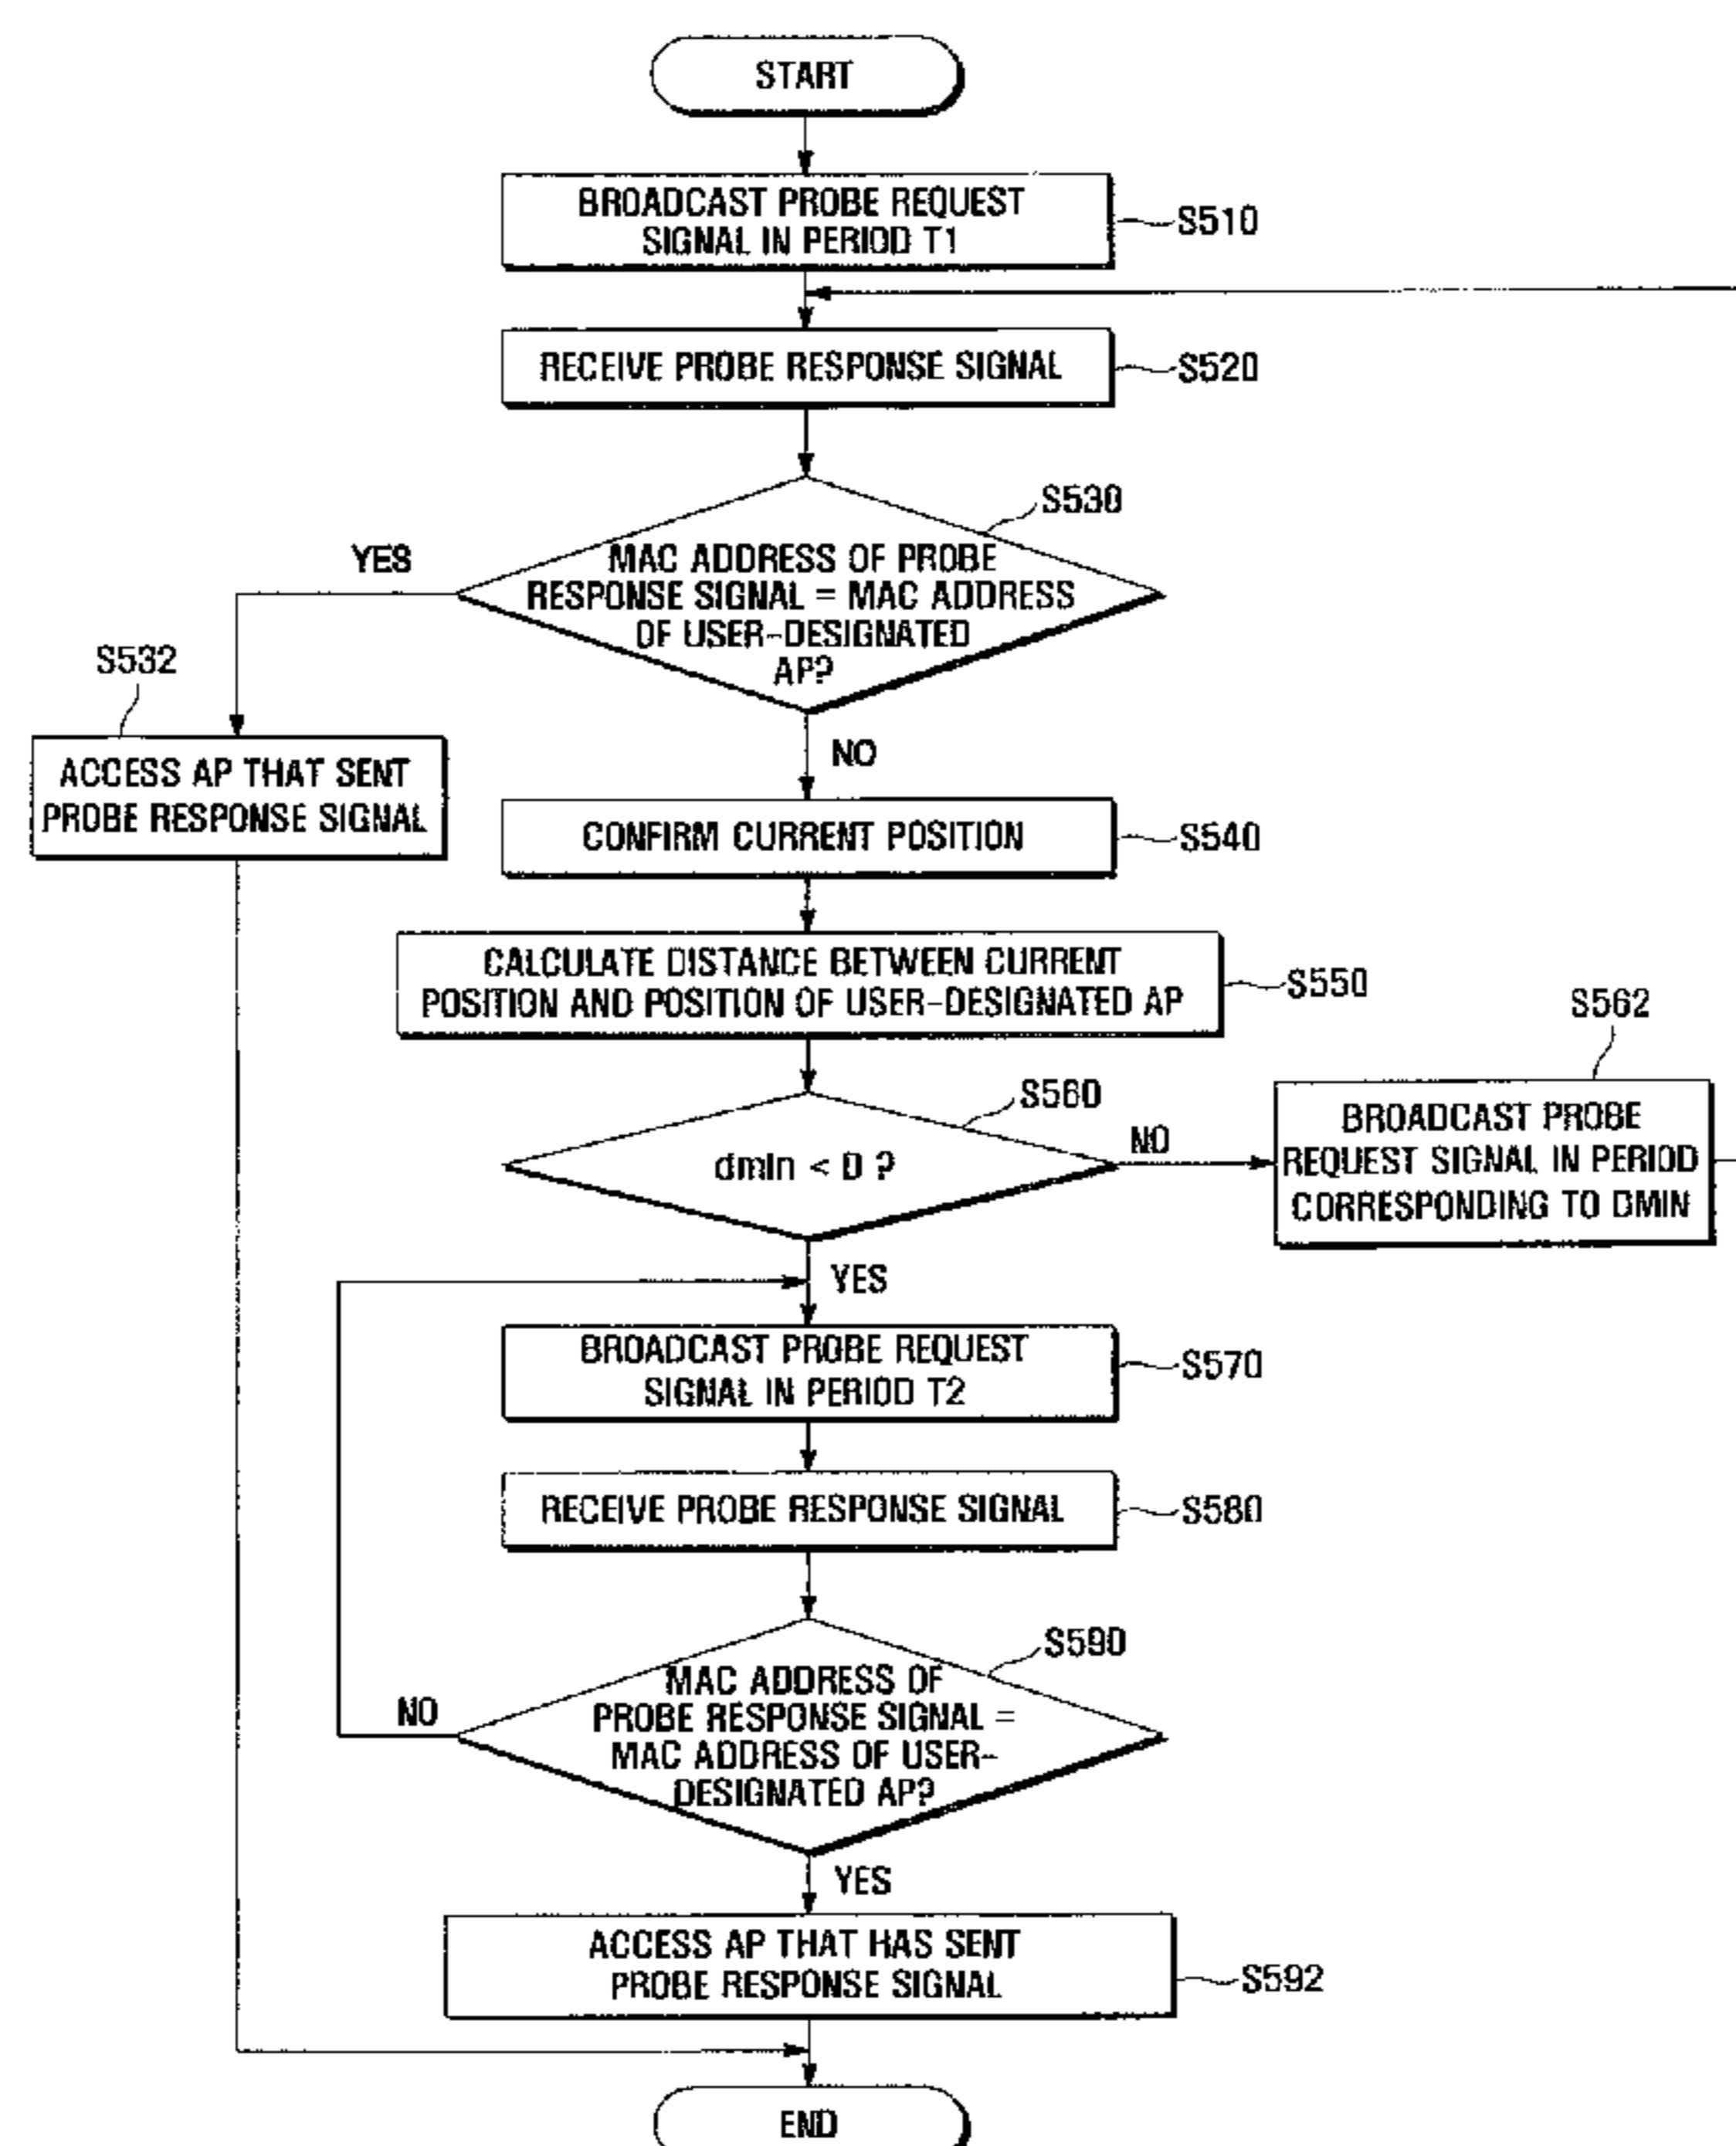 START
BROADCAST PROBE REQUEST
SIGNAL IN PERIOD T1
S510
RECEIVE PROBE RESPONSE SIGNAL
S520
S530
YES
MAC ADDRESS OF PROBE
RESPONSE SIGNAL = MAC ADDRESS
OF USER-DESIGNATED
AP?
S532
NO
ACCESS AP THAT SENT
PROBE RESPONSE SIGNAL
CONFIRM CURRENT POSITION
S540
CALCULATE DISTANCE BETWEEN CURRENT
POSITION AND POSITION OF USER-DESIGNATED AP
S550
S562
S560
dmin < D ?
NO
BROADCAST PROBE
REQUEST SIGNAL IN PERIOD
CORRESPONDING TO DMIN
YES
BROADCAST PROBE REQUEST
SIGNAL IN PERIOD T2
S570
RECEIVE PROBE RESPONSE SIGNAL
S580
S590
NO
MAC ADDRESS OF
PROBE RESPONSE SIGNAL =
MAC ADDRESS OF USER-
DESIGNATED AP?
YES
ACCESS AP THAT HAS SENT
PROBE RESPONSE SIGNAL
S592
END